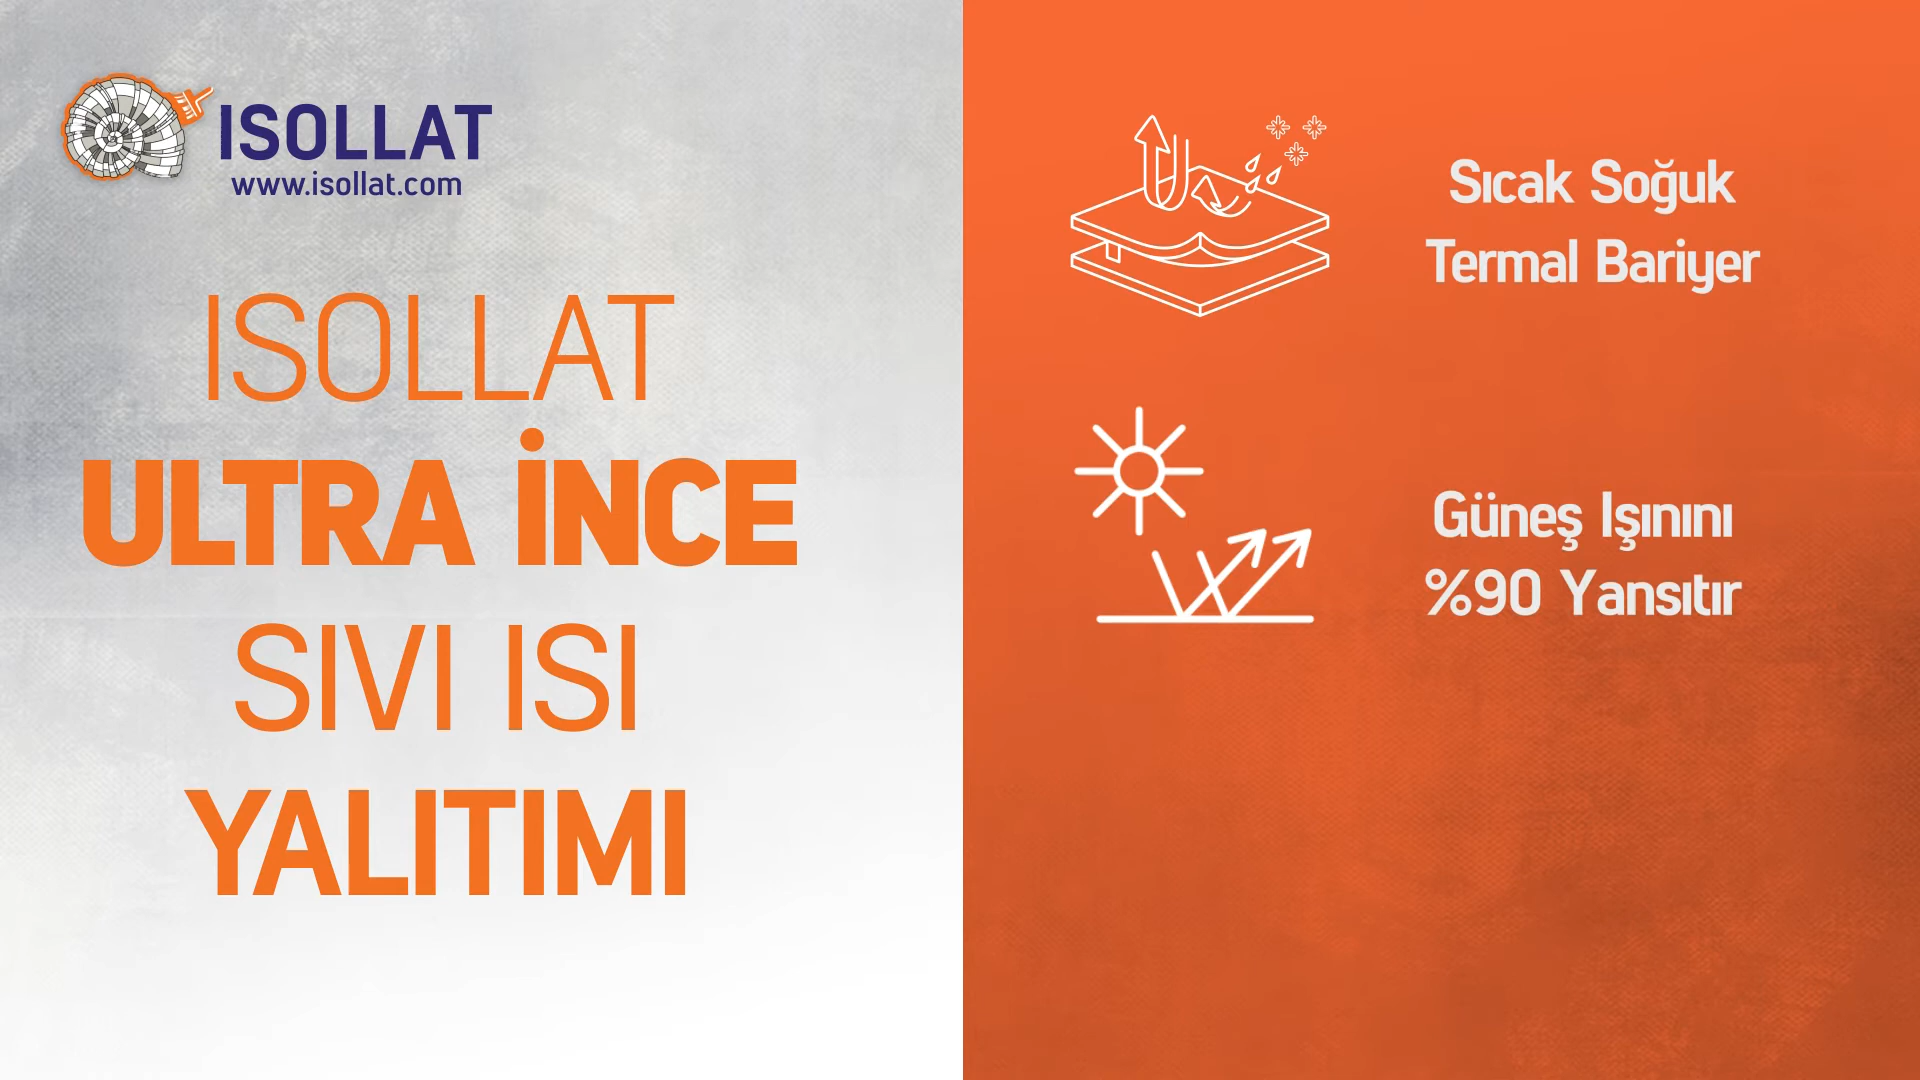 ISOLLAT
www.isollat.com
ISOLLAT
ULTRA İNCE
SIVI ISI
YALITIMI
Sıcak Soğuk
Termal Bariyer
Güneş Işınını
%90 Yansıtır